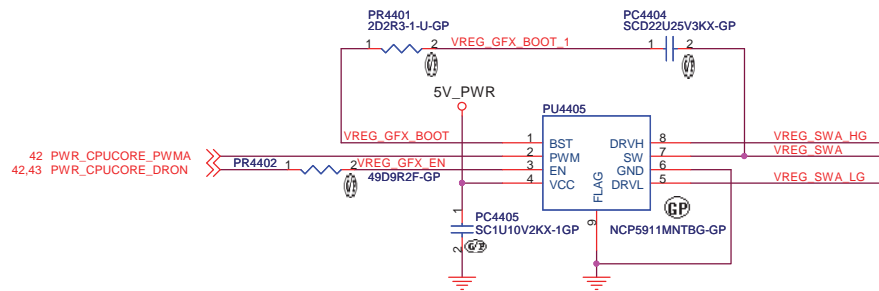 PR4401
2D2R3-1-U-GP
PC4404
SCD22U25V3KX-GP
1
2
VREG_GFX_BOOT_1
1
2
G/P
G/P
5V_PWR
PU4405
VREG_GFX_BOOT
1 BST DRVH 8 VREG_SWA_HG
42 PWR_CPUCORE_PWMA
2 PWM SW 7 VREG_SWA
42,43 PWR_CPUCORE_DRON
PR4402
1
2
VREG_GFX_EN
3 EN GND 6
49D9R2F-GP
4 VCC DRVL 5 VREG_SWA_LG
G/P
FLAG
GP
9
NCP5911MNTBG-GP
1
PC4405
SC1U10V2KX-1GP
2
G/P